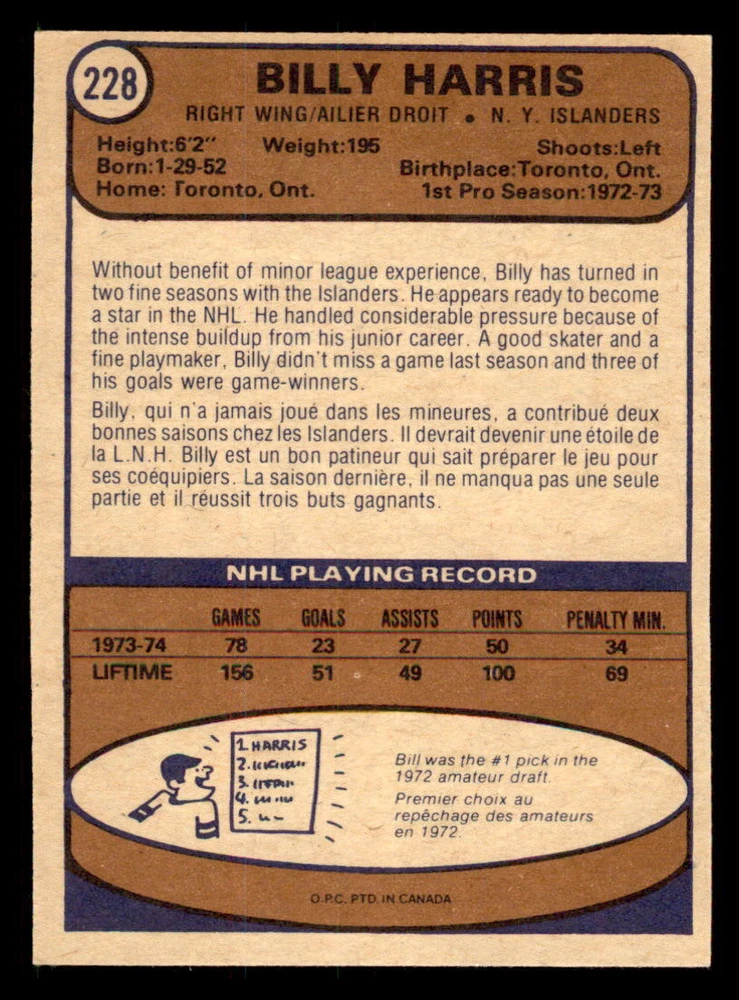 228
BILLY HARRIS
RIGHT WING/AILIER DROIT • N. Y. ISLANDERS
Height:6'2" Weight:195 Shoots:Left
Born:1-29-52 Birthplace:Toronto, Ont.
Home: Toronto, Ont. 1st Pro Season:1972-73
Without benefit of minor league experience, Billy has turned in
two fine seasons with the Islanders. He appears ready to become
a star in the NHL. He handled considerable pressure because of
the intense buildup from his junior career. A good skater and a
fine playmaker, Billy didn't miss a game last season and three of
his goals were game-winners.
Billy, qui n'a jamais joué dans les mineures, a contribué deux
bonnes saisons chez les Islanders. Il devrait devenir une étoile de
la L.N.H. Billy est un bon patineur qui sait préparer le jeu pour
ses coéquipiers. La saison dernière, il ne manqua pas une seule
partie et il réussit trois buts gagnants.
NHL PLAYING RECORD
GAMES GOALS ASSISTS POINTS PENALTY MIN.
1973-74 78 23 27 50 34
LIFTIME 156 51 49 100 69
1. HARRIS
2.
3.
4.
5.
Bill was the #1 pick in the
1972 amateur draft.
Premier choix au
repêchage des amateurs
en 1972.
O.P.C. PTD. IN CANADA